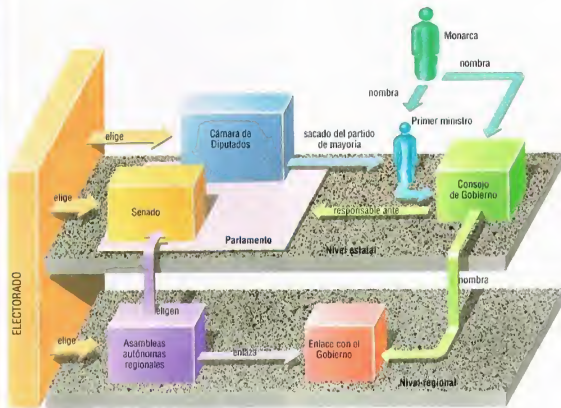 Monarca
nombra
nombra
Primer ministro
elige
Cámara de
Diputados
sacado del partido
de mayoría
Consejo
de Gobierno
elige
Senado
responsable ante
Parlamento
Nivel estatal
ELECTORADO
eligen
nombra
elige
Asambleas
autónomas
regionales
enlaza
Enlace con el
Gobierno
Nivel regional